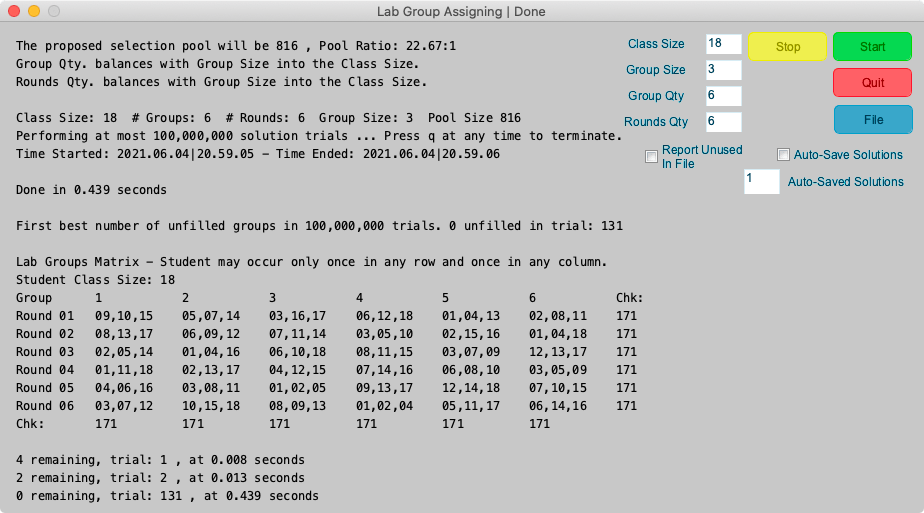 Lab Group Assigning | Done
The proposed selection pool will be 816 , Pool Ratio: 22.67:1
Group Qty. balances with Group Size into the Class Size.
Rounds Qty. balances with Group Size into the Class Size.
Class Size: 18  # Groups: 6  # Rounds: 6  Group Size: 3  Pool Size 816
Performing at most 100,000,000 solution trials ... Press q at any time to terminate.
Time Started: 2021.06.04|20.59.05 – Time Ended: 2021.06.04|20.59.06
Done in 0.439 seconds
First best number of unfilled groups in 100,000,000 trials. 0 unfilled in trial: 131
Lab Groups Matrix – Student may occur only once in any row and once in any column.
Student Class Size: 18
Group 1 2 3 4 5 6 Chk:
Round 01 09,10,15 05,07,14 03,16,17 06,12,18 01,04,13 02,08,11 171
Round 02 08,13,17 06,09,12 07,11,14 03,05,10 02,15,16 01,04,18 171
Round 03 02,05,14 01,04,16 06,10,18 08,11,15 03,07,09 12,13,17 171
Round 04 01,11,18 02,13,17 04,12,15 07,14,16 06,08,10 03,05,09 171
Round 05 04,06,16 03,08,11 01,02,05 09,13,17 12,14,18 07,10,15 171
Round 06 03,07,12 10,15,18 08,09,13 01,02,04 05,11,17 06,14,16 171
Chk: 171 171 171 171 171 171
4 remaining, trial: 1 , at 0.008 seconds
2 remaining, trial: 2 , at 0.013 seconds
0 remaining, trial: 131 , at 0.439 seconds
Class Size 18
Group Size 3
Group Qty 6
Rounds Qty 6
Stop
Start
Quit
File
Report Unused
In File
Auto-Save Solutions
1 Auto-Saved Solutions